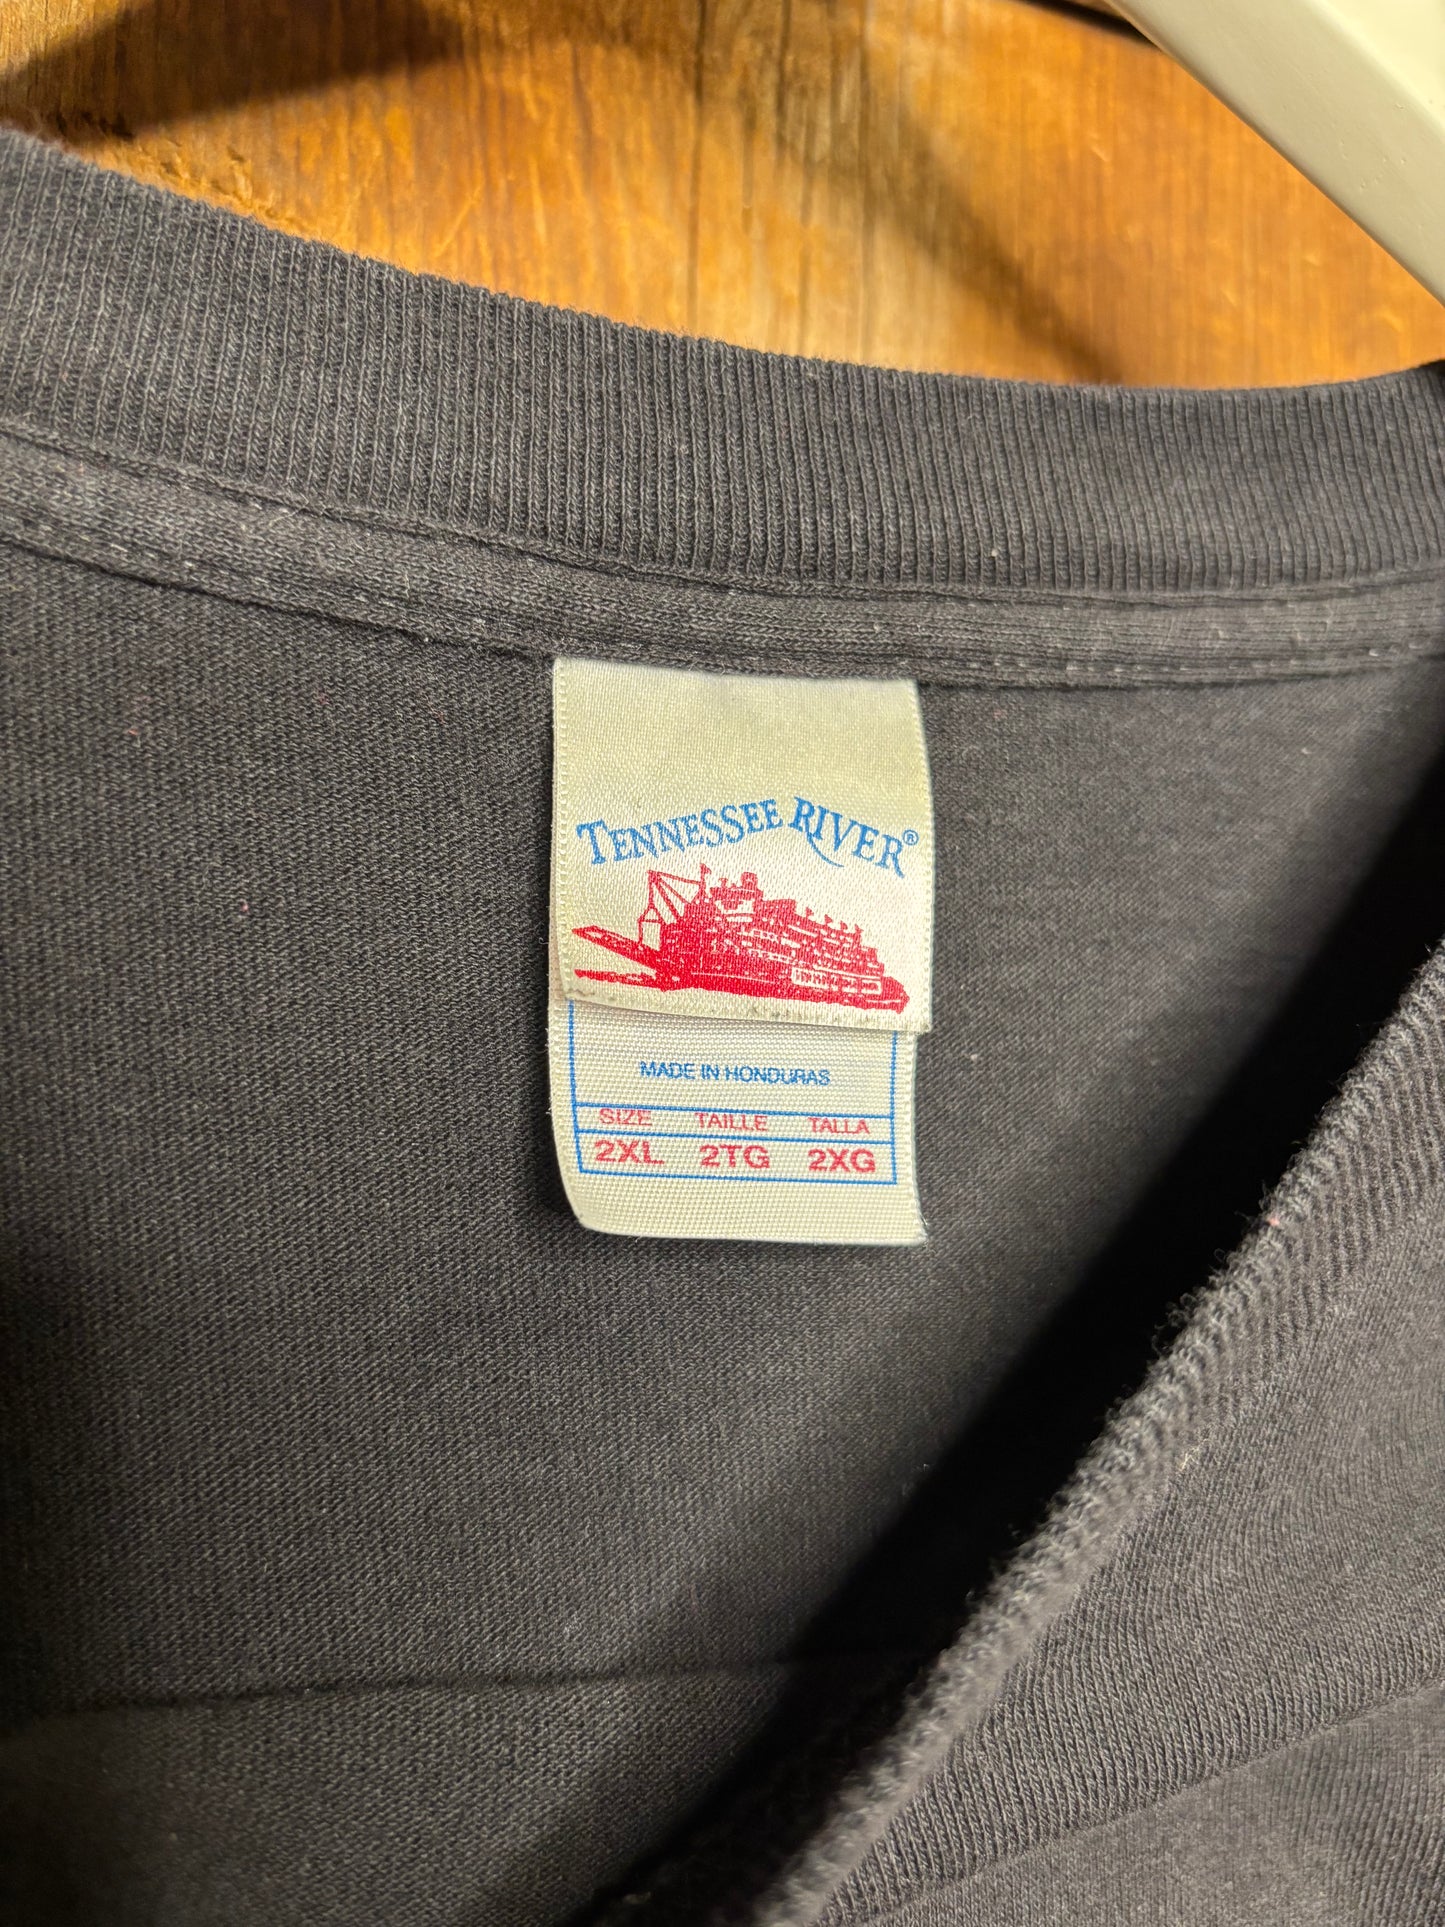 TENNESSEE RIVER®
MADE IN HONDURAS
SIZE TAILLE TALLA
2XL 2TG 2XG